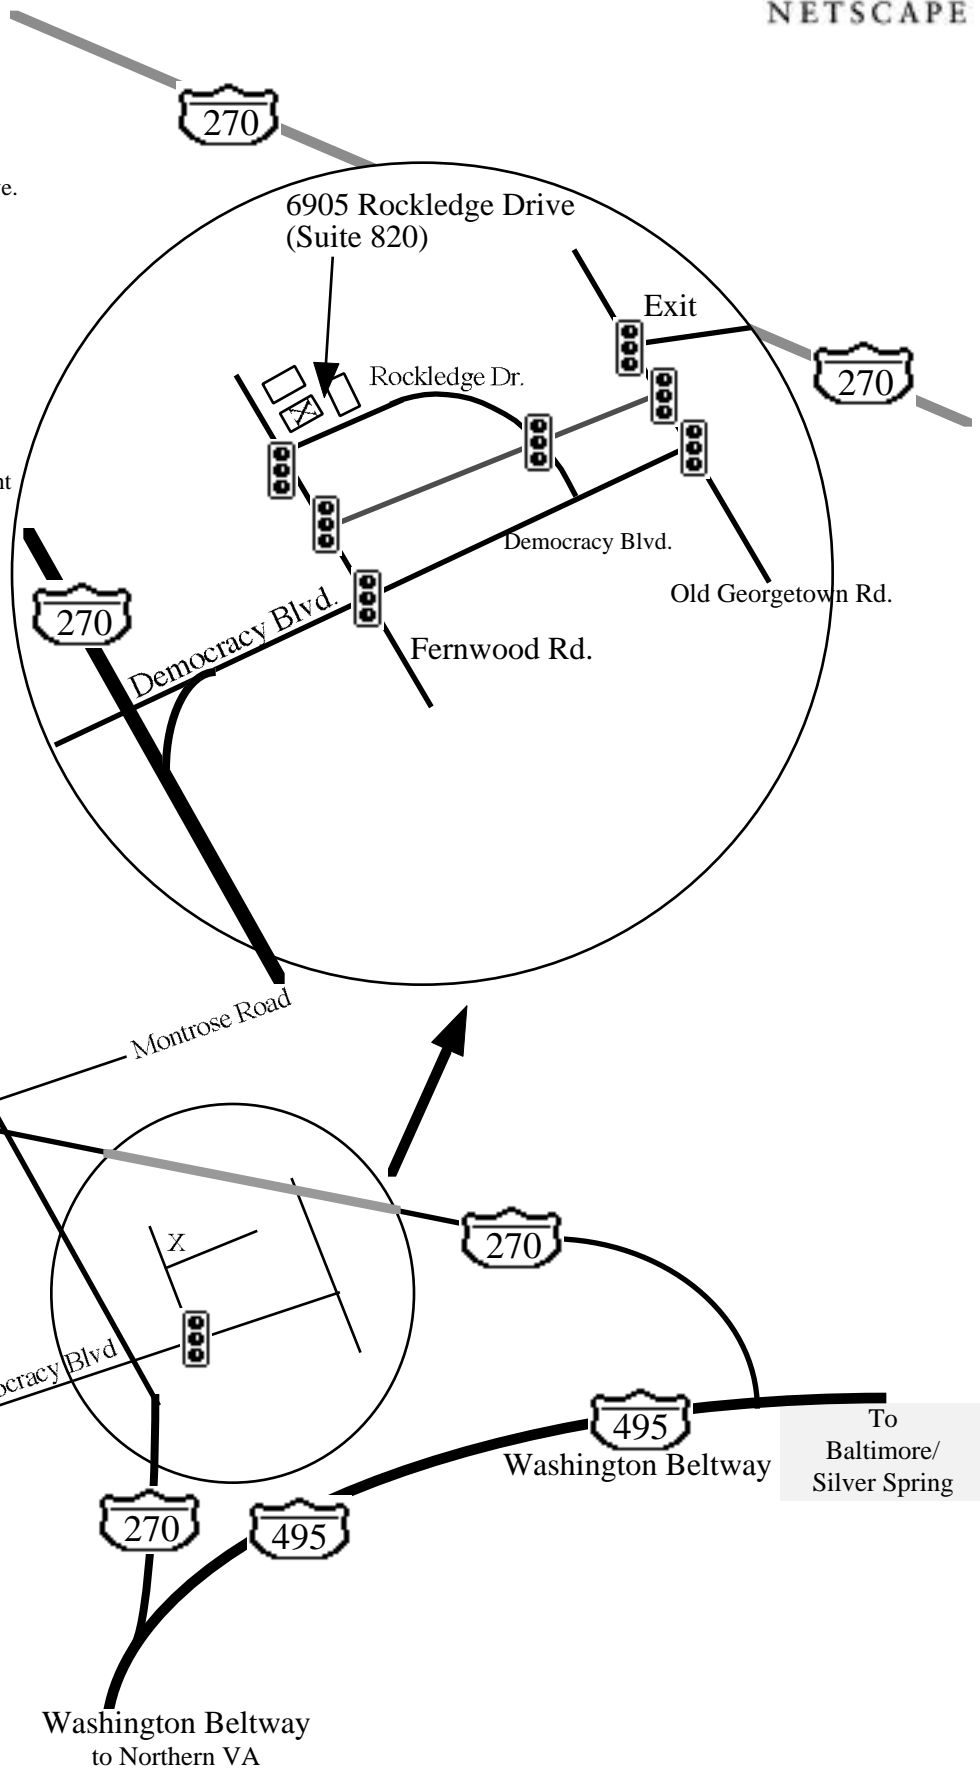 NETSCAPE
270
6905 Rockledge Drive
(Suite 820)
Exit
270
Rockledge Dr.
Democracy Blvd.
Old Georgetown Rd.
270
Democracy Blvd.
Fernwood Rd.
Montrose Road
X
270
ocracy Blvd
495
Washington Beltway
To
Baltimore/
Silver Spring
270
495
Washington Beltway
to Northern VA